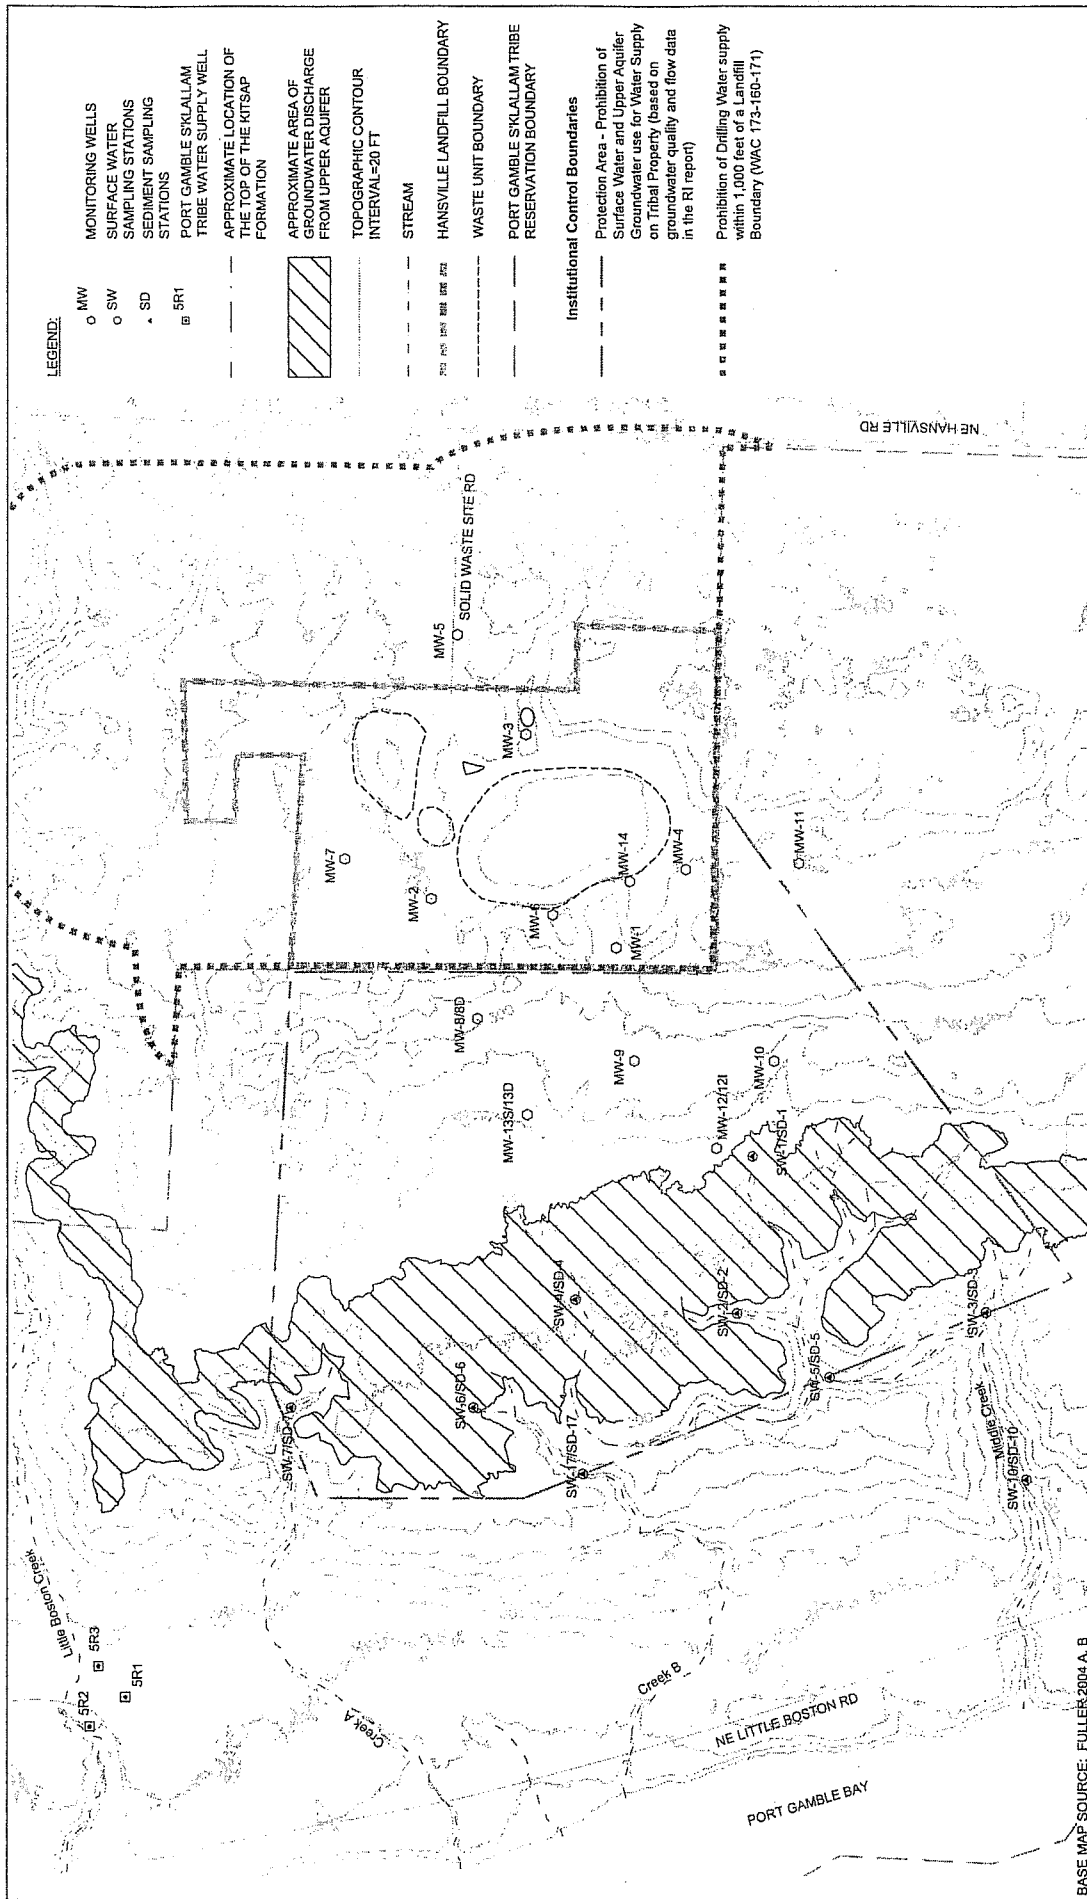 LEGEND:
MW
MONITORING WELLS
SW
SURFACE WATER
SAMPLING STATIONS
SD
SEDIMENT SAMPLING
STATIONS
5R1
PORT GAMBLE S'KLALLAM
TRIBE WATER SUPPLY WELL
APPROXIMATE LOCATION OF
THE TOP OF THE KITSAP
FORMATION
APPROXIMATE AREA OF
GROUNDWATER DISCHARGE
FROM UPPER AQUIFER
TOPOGRAPHIC CONTOUR
INTERVAL=20 FT
STREAM
HANSVILLE LANDFILL BOUNDARY
WASTE UNIT BOUNDARY
PORT GAMBLE S'KLALLAM TRIBE
RESERVATION BOUNDARY
Institutional Control Boundaries
Protection Area - Prohibition of
Surface Water and Upper Aquifer
Groundwater use for Water Supply
on Tribal Property (based on
groundwater quality and flow data
in the RI report)
Prohibition of Drilling Water supply
within 1,000 feet of a Landfill
Boundary (WAC 173-160-171)
NE HANSVILLE RD
SOLID WASTE SITE RD
MW-5
MW-3
MW-7
MW-2
MW-14
MW-4
MW-11
MW-6
MW-1
MW-8/8D
300
MW-9
MW-10
MW-13S/13D
MW-12/12I
SW-1/SD-1
SW-4/SD-4
SW-2/SD-2
SW-3/SD-3
SW-5/SD-5
SW-6/SD-6
SW-7/SD-7
SW-17/SD-17
Middle Creek
SW-10/SD-10
Little Boston Creek
5R3
5R1
5R2
Creek A
Creek B
NE LITTLE BOSTON RD
PORT GAMBLE BAY
BASE MAP SOURCE: FULLER 2004 A, B